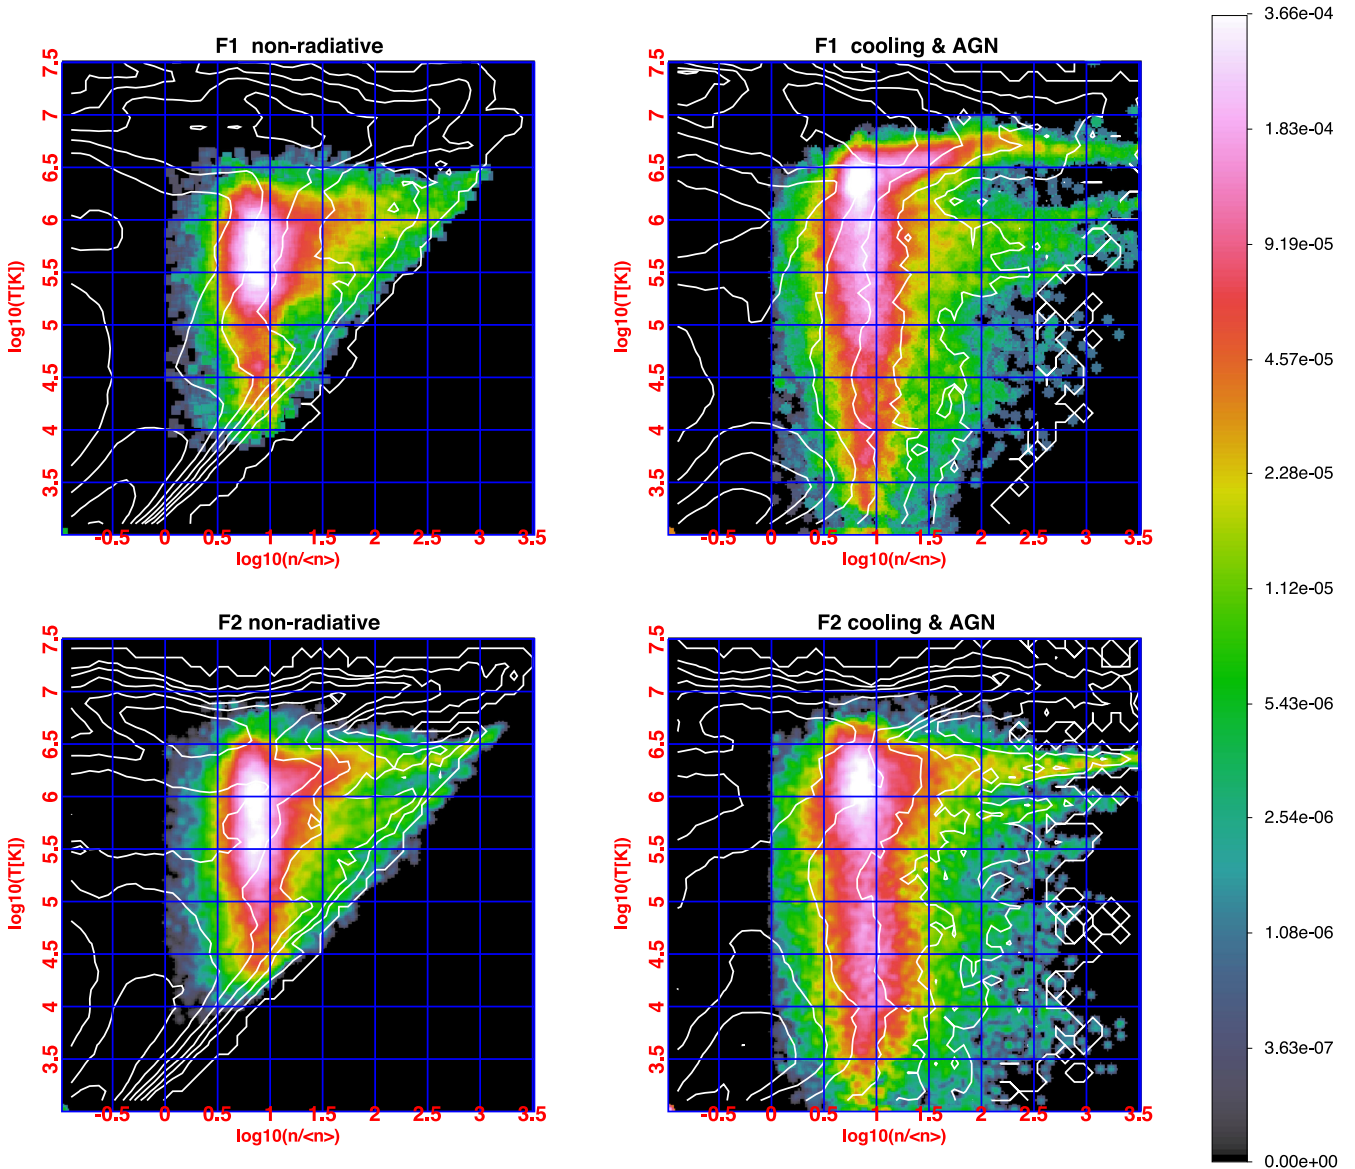 F1 non-radiative
7.5
7
6.5
6
5.5
5
4.5
4
3.5
log10(T[K])
-0.5 0 0.5 1 1.5 2 2.5 3 3.5
log10(n/<n>)
F1 cooling & AGN
7.5
7
6.5
6
5.5
5
4.5
4
3.5
log10(T[K])
-0.5 0 0.5 1 1.5 2 2.5 3 3.5
log10(n/<n>)
F2 non-radiative
7.5
7
6.5
6
5.5
5
4.5
4
3.5
log10(T[K])
-0.5 0 0.5 1 1.5 2 2.5 3 3.5
log10(n/<n>)
F2 cooling & AGN
7.5
7
6.5
6
5.5
5
4.5
4
3.5
log10(T[K])
-0.5 0 0.5 1 1.5 2 2.5 3 3.5
log10(n/<n>)
3.66e-04
1.83e-04
9.19e-05
4.57e-05
2.28e-05
1.12e-05
5.43e-06
2.54e-06
1.08e-06
3.63e-07
0.00e+00